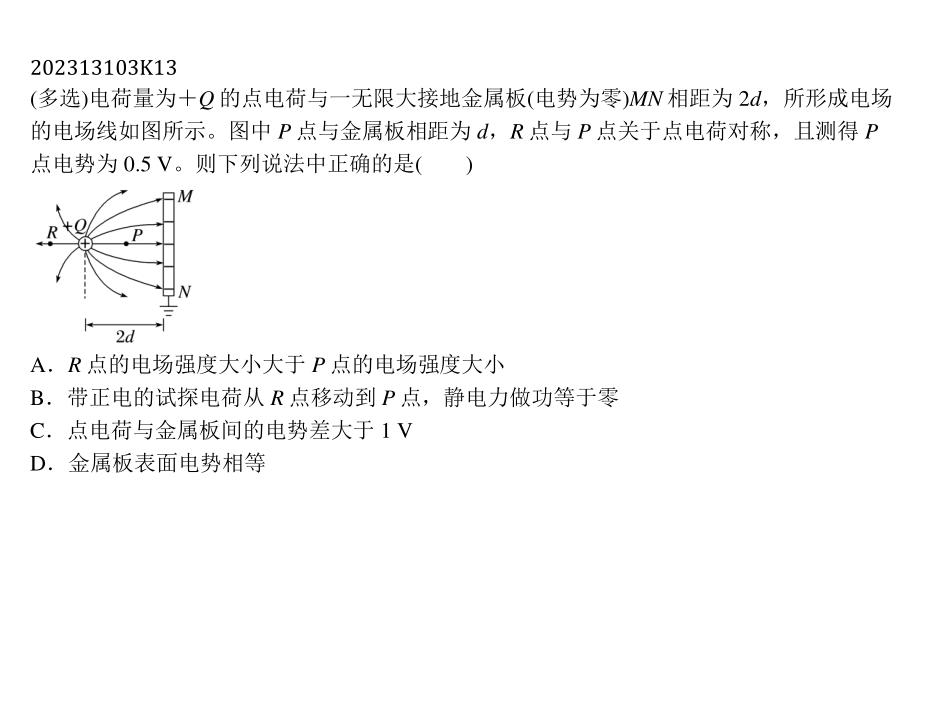 202313103K13
(多选)电荷量为＋Q 的点电荷与一无限大接地金属板(电势为零)MN 相距为 2d，所形成电场
的电场线如图所示。图中 P 点与金属板相距为 d，R 点与 P 点关于点电荷对称，且测得 P
点电势为 0.5 V。则下列说法中正确的是(　　)
M
R
+Q
P
N
2d
A．R 点的电场强度大小大于 P 点的电场强度大小
B．带正电的试探电荷从 R 点移动到 P 点，静电力做功等于零
C．点电荷与金属板间的电势差大于 1 V
D．金属板表面电势相等